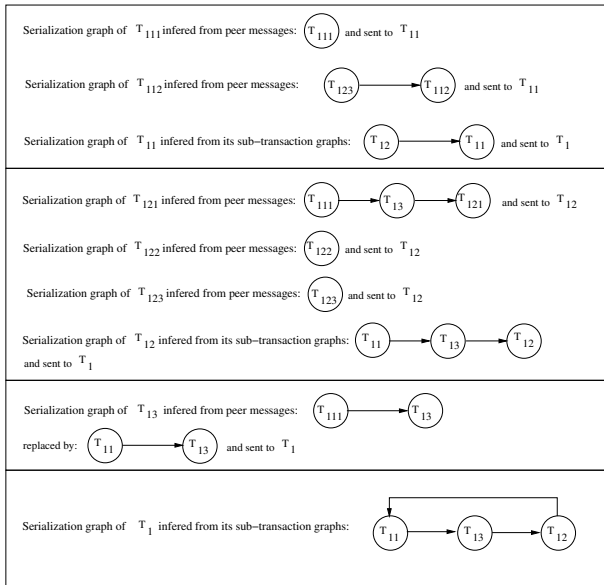 Serialization graph of T111 infered from peer messages: T111 and sent to T11
Serialization graph of T112 infered from peer messages: T123 T112 and sent to T11
Serialization graph of T11 infered from its sub−transaction graphs: T12 T11 and sent to T1
Serialization graph of T121 infered from peer messages: T111 T13 T121 and sent to T12
Serialization graph of T122 infered from peer messages: T122 and sent to T12
Serialization graph of T123 infered from peer messages: T123 and sent to T12
Serialization graph of T12 infered from its sub−transaction graphs: T11 T13 T12
and sent to T1
Serialization graph of T13 infered from peer messages: T111 T13
replaced by: T11 T13 and sent to T1
Serialization graph of T1 infered from its sub−transaction graphs: T11 T13 T12